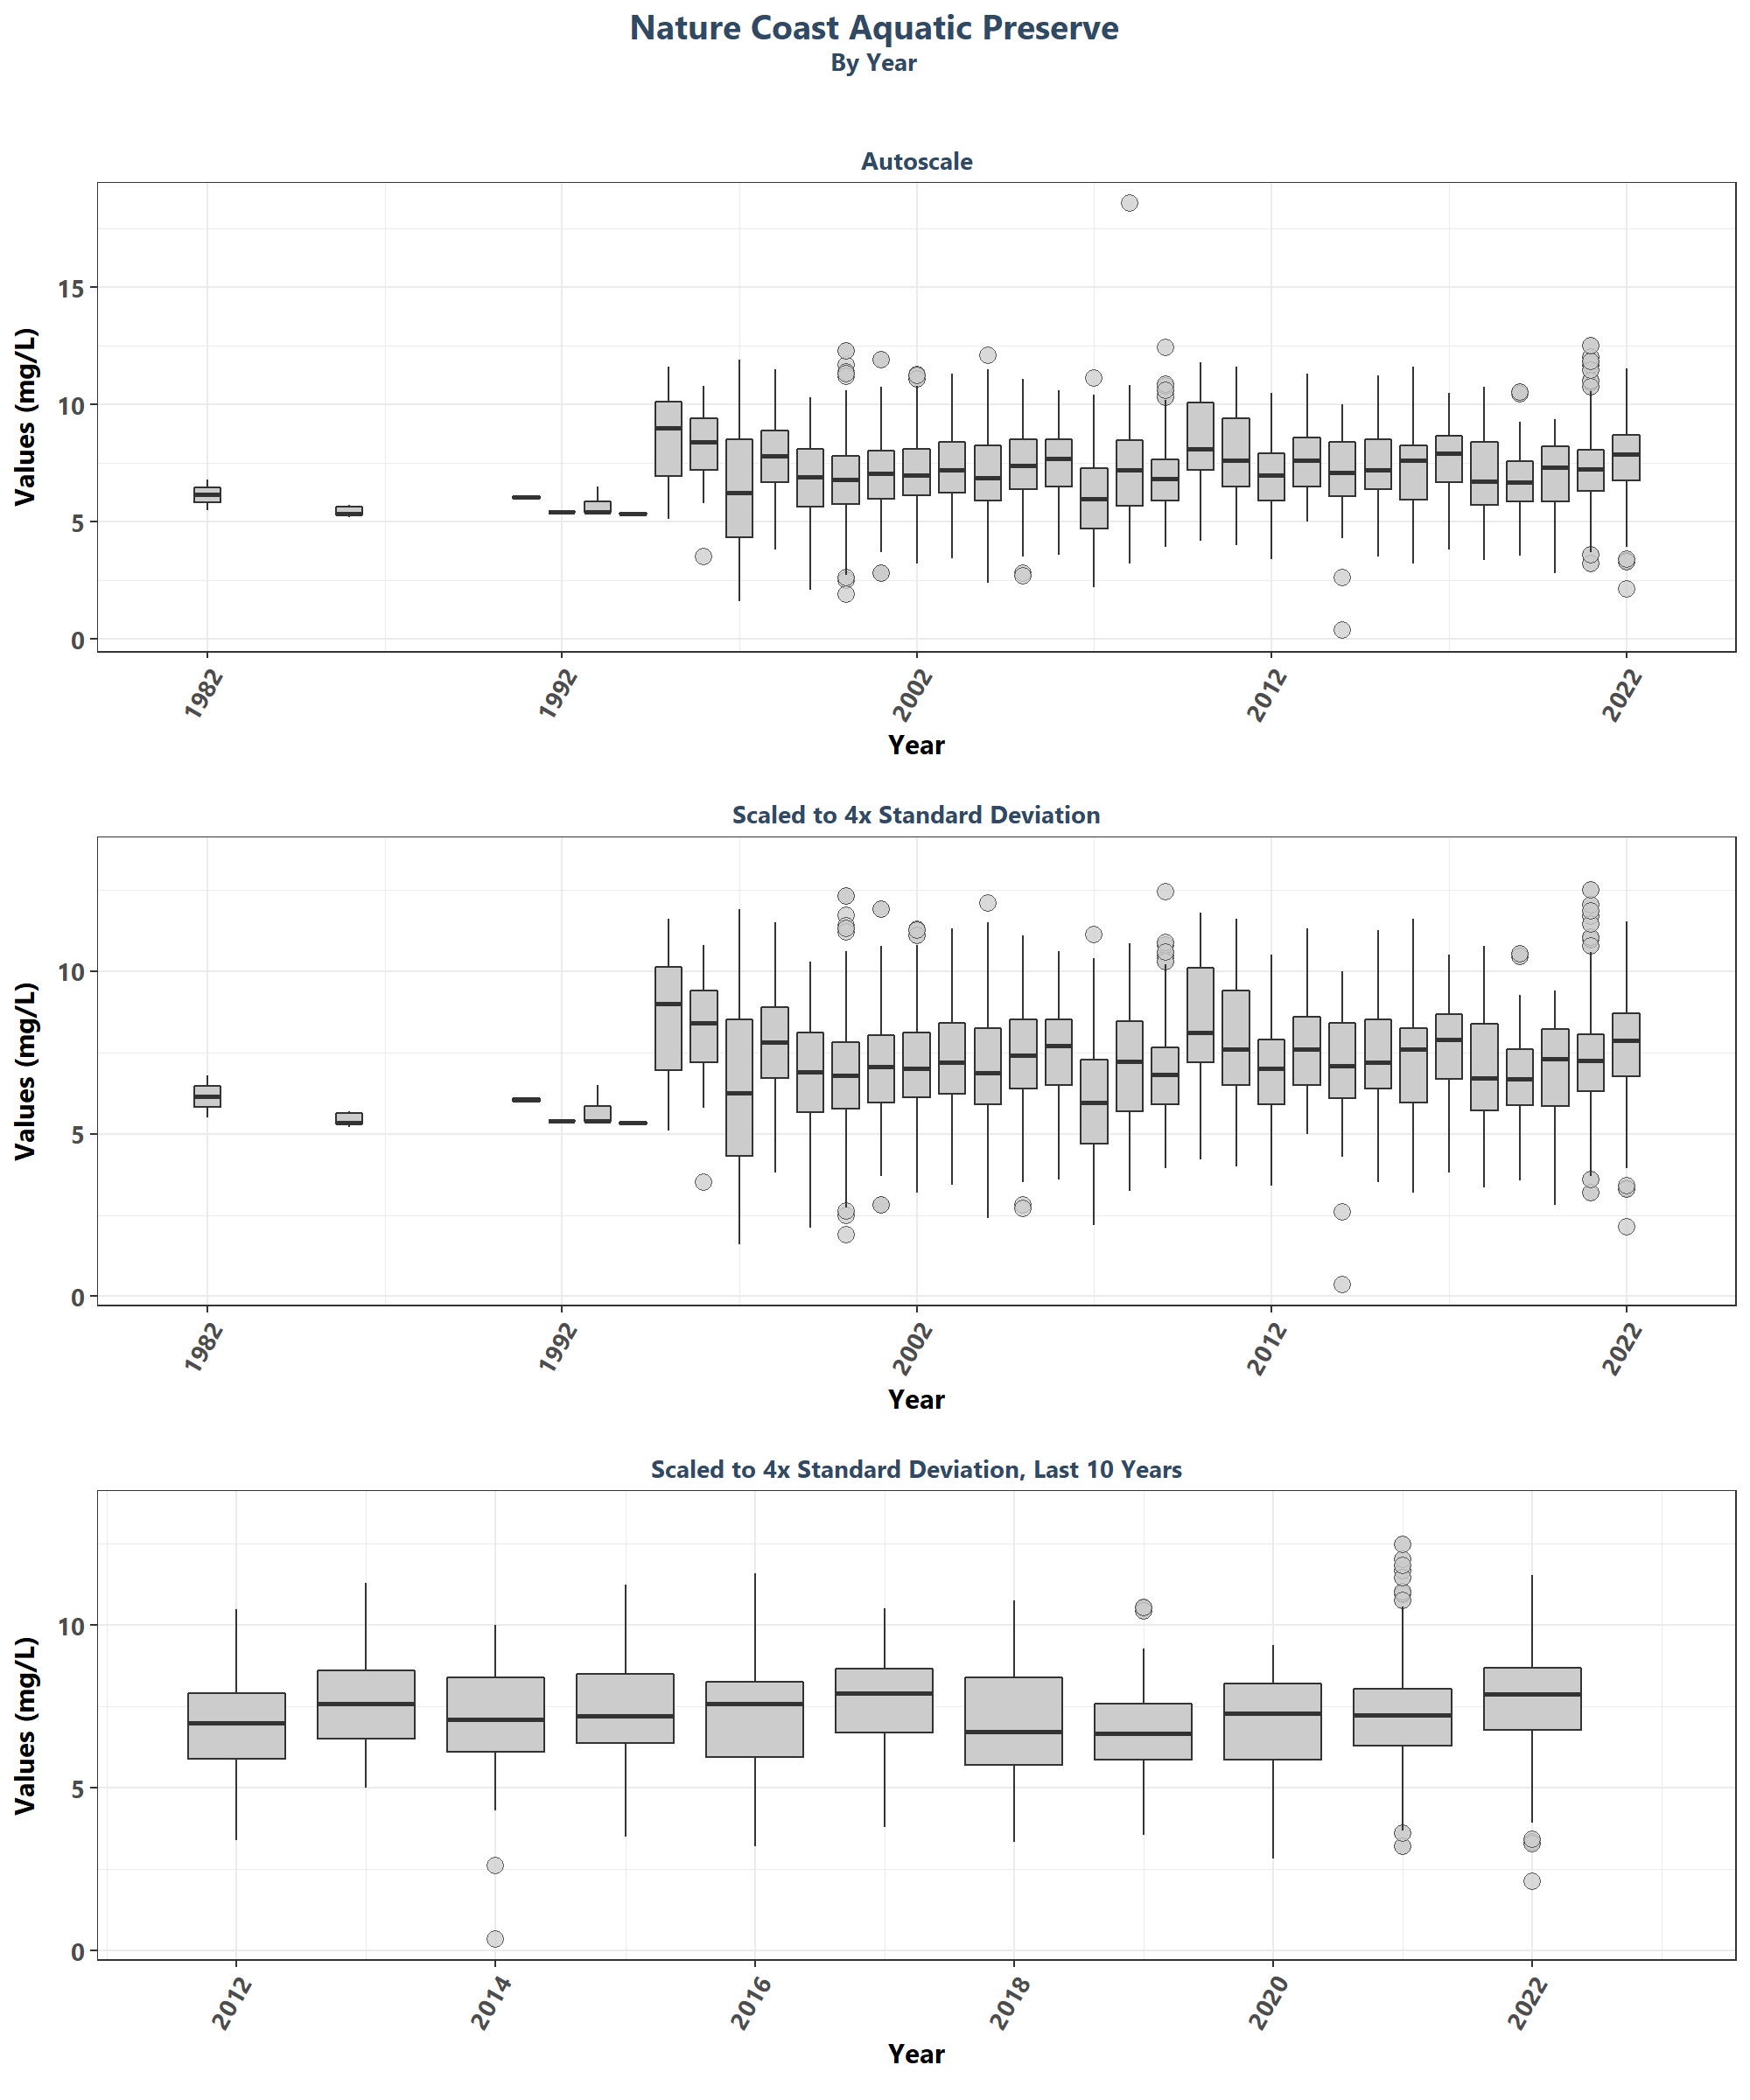 Nature Coast Aquatic Preserve
By Year
Autoscale
Values (mg/L)
15
10
5
0
1982 1992 2002 2012 2022
Year
Scaled to 4x Standard Deviation
Values (mg/L)
10
5
0
1982 1992 2002 2012 2022
Year
Scaled to 4x Standard Deviation, Last 10 Years
Values (mg/L)
10
5
0
2012 2014 2016 2018 2020 2022
Year